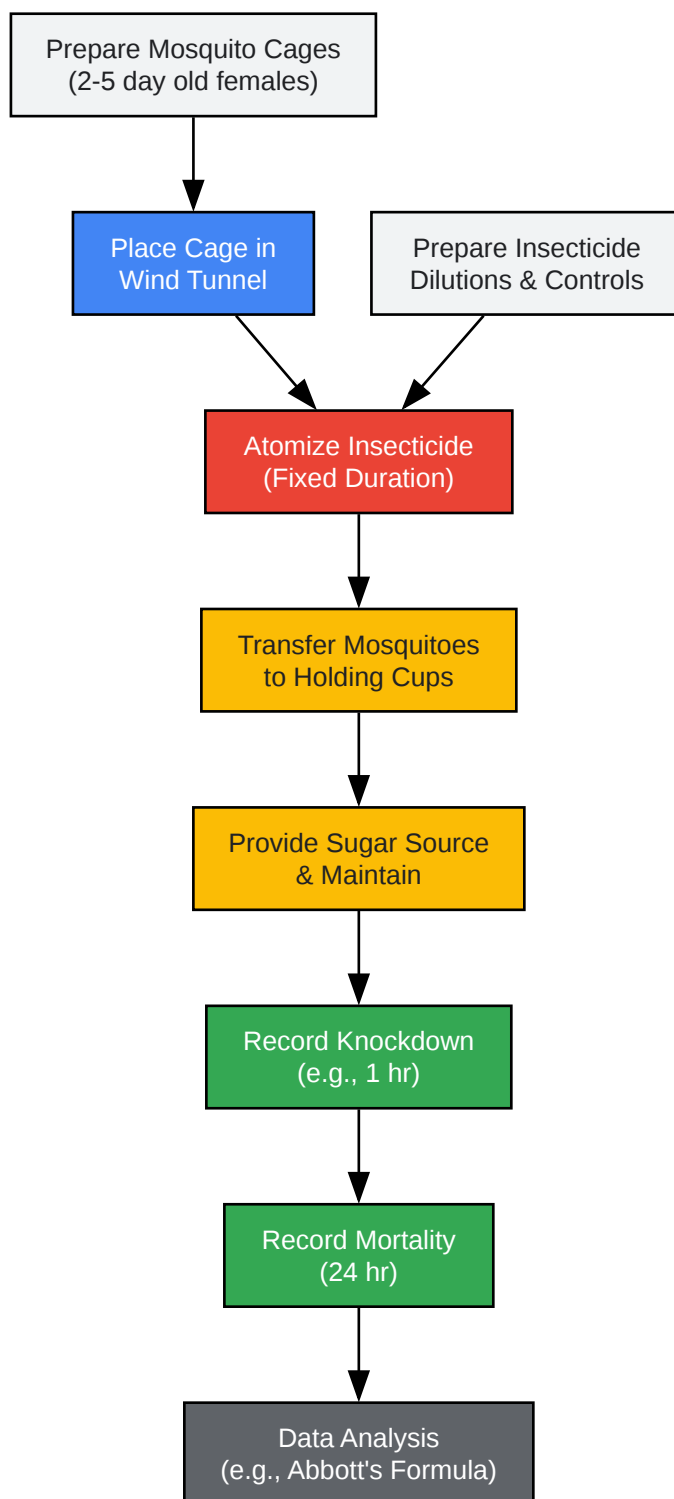 Prepare Mosquito Cages
(2-5 day old females)
Place Cage in
Wind Tunnel
Prepare Insecticide
Dilutions & Controls
Atomize Insecticide
(Fixed Duration)
Transfer Mosquitoes
to Holding Cups
Provide Sugar Source
& Maintain
Record Knockdown
(e.g., 1 hr)
Record Mortality
(24 hr)
Data Analysis
(e.g., Abbott's Formula)